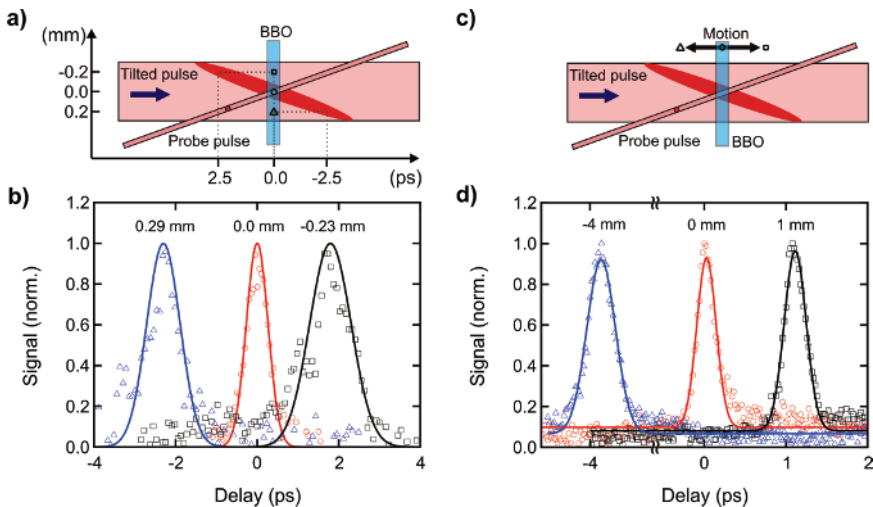 a)
(mm)
BBO
-0.2
0.0
0.2
Tilted pulse
Probe pulse
2.5
0.0
-2.5
(ps)
b)
1.2
1.0
0.8
0.6
0.4
0.2
0.0
Signal (norm.)
0.29 mm
0.0 mm
-0.23 mm
-4
-2
0
2
4
Delay (ps)
c)
Motion
Tilted pulse
Probe pulse
BBO
d)
1.2
1.0
0.8
0.6
0.4
0.2
0.0
Signal (norm.)
-4 mm
0 mm
1 mm
-4
0
1
2
Delay (ps)